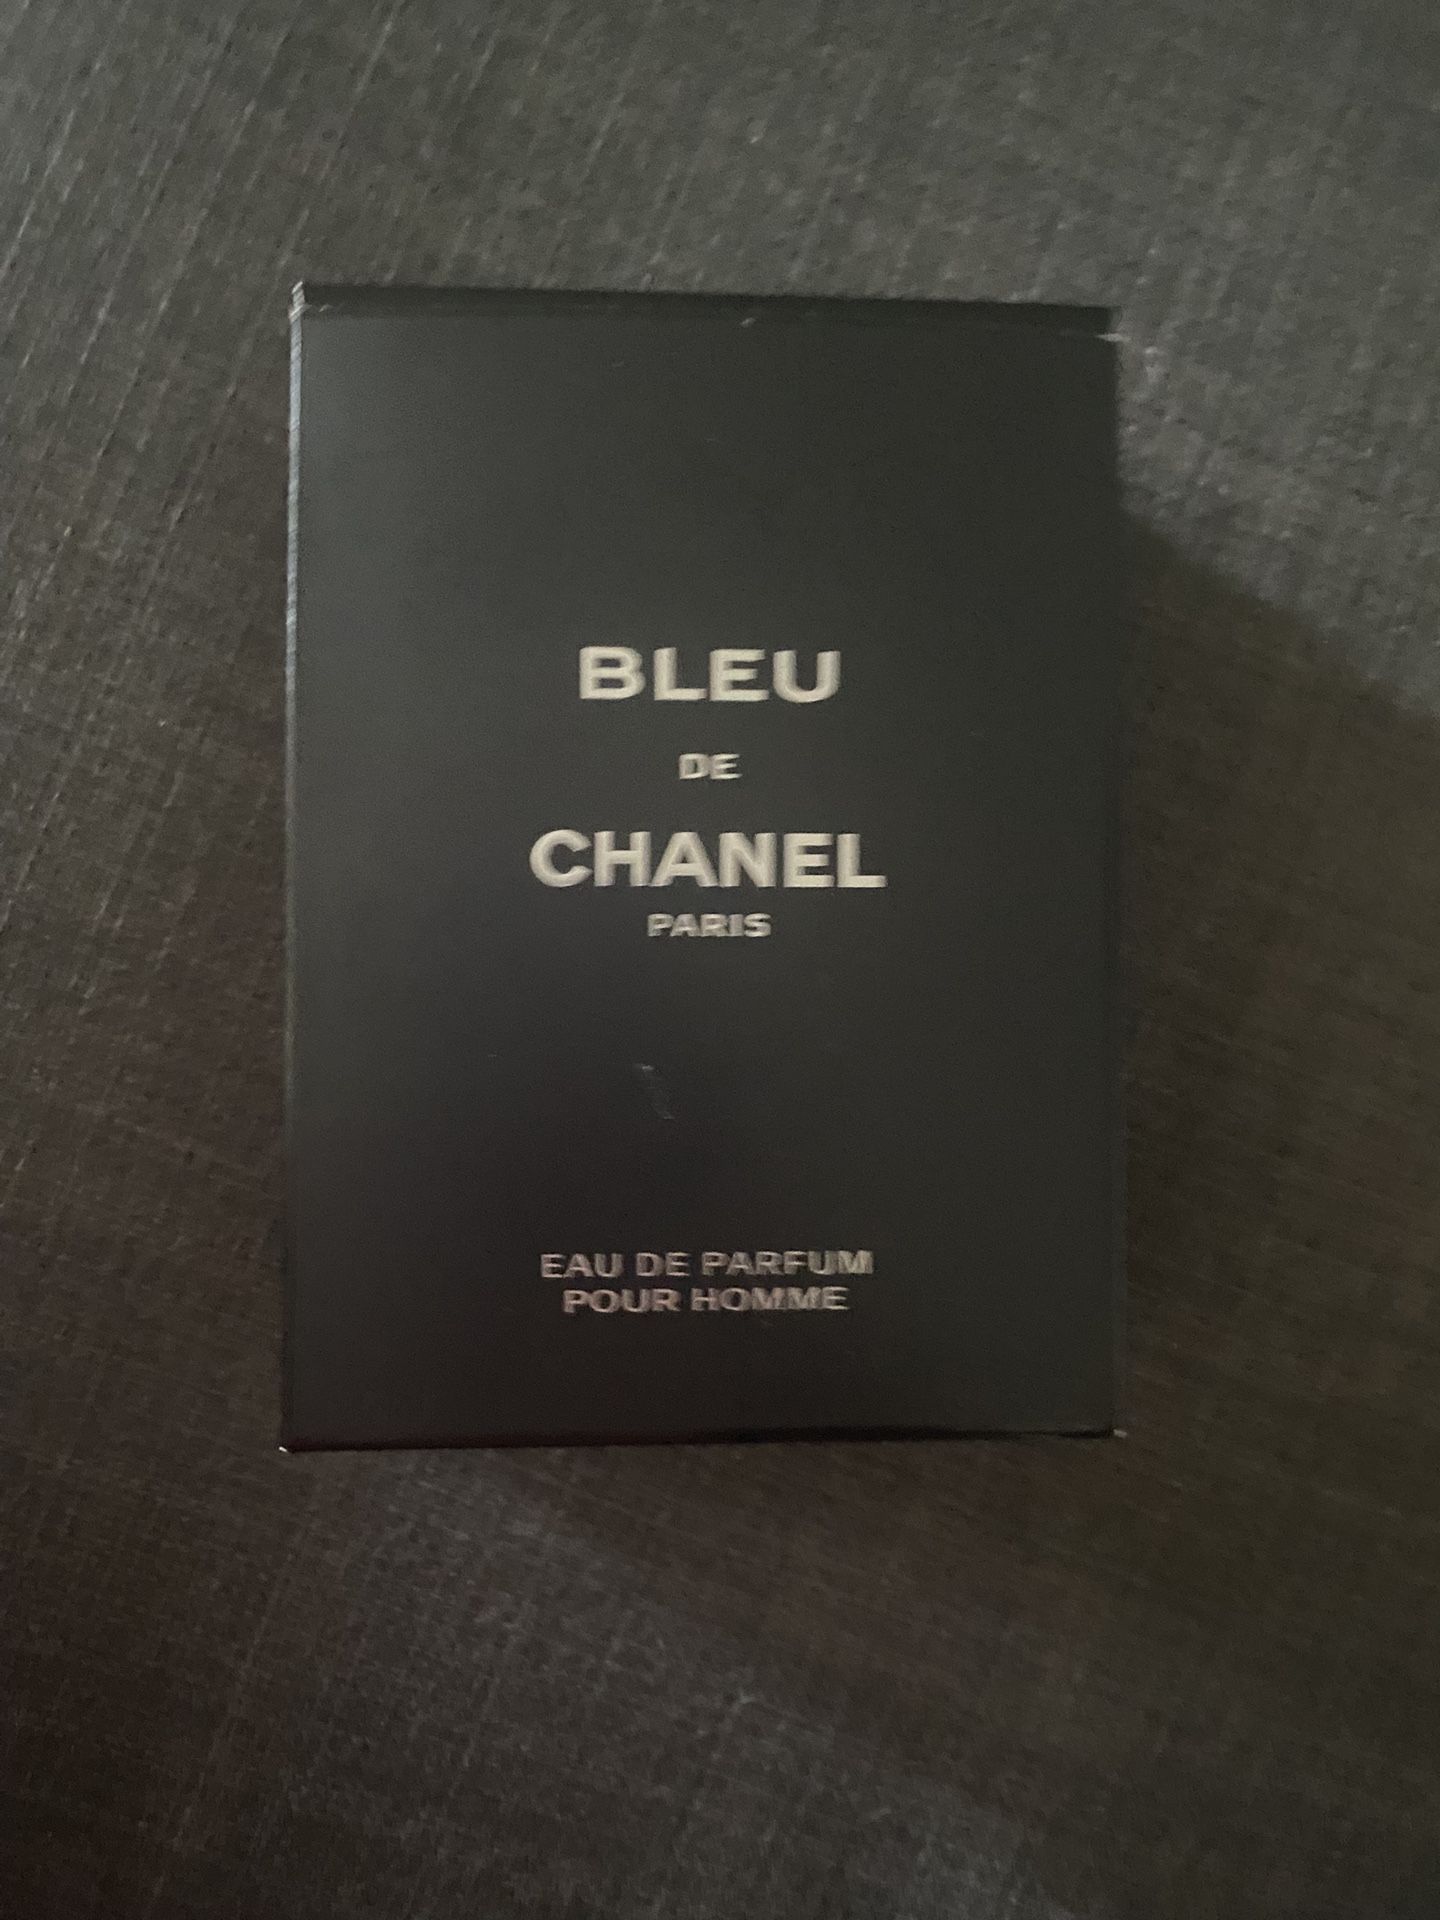 BLEU
DE
CHANEL
PARIS
EAU DE PARFUM
POUR HOMME